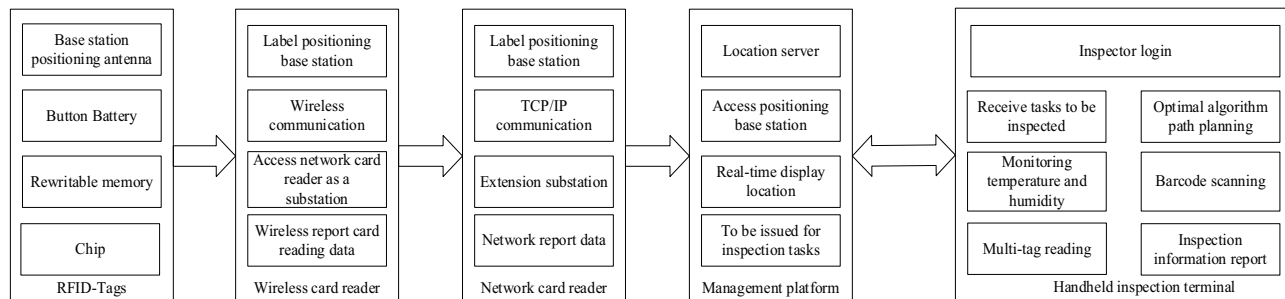 Base station
positioning antenna
Button Battery
Rewritable memory
Chip
RFID-Tags
Label positioning
base station
Wireless
communication
Access network card
reader as a
substation
Wireless report card
reading data
Wireless card reader
Label positioning
base station
TCP/IP
communication
Extension substation
Network report data
Network card reader
Location server
Access positioning
base station
Real-time display
location
To be issued for
inspection tasks
Management platform
Inspector login
Receive tasks to be
inspected
Optimal algorithm
path planning
Monitoring
temperature and
humidity
Barcode scanning
Multi-tag reading
Inspection
information report
Handheld inspection terminal